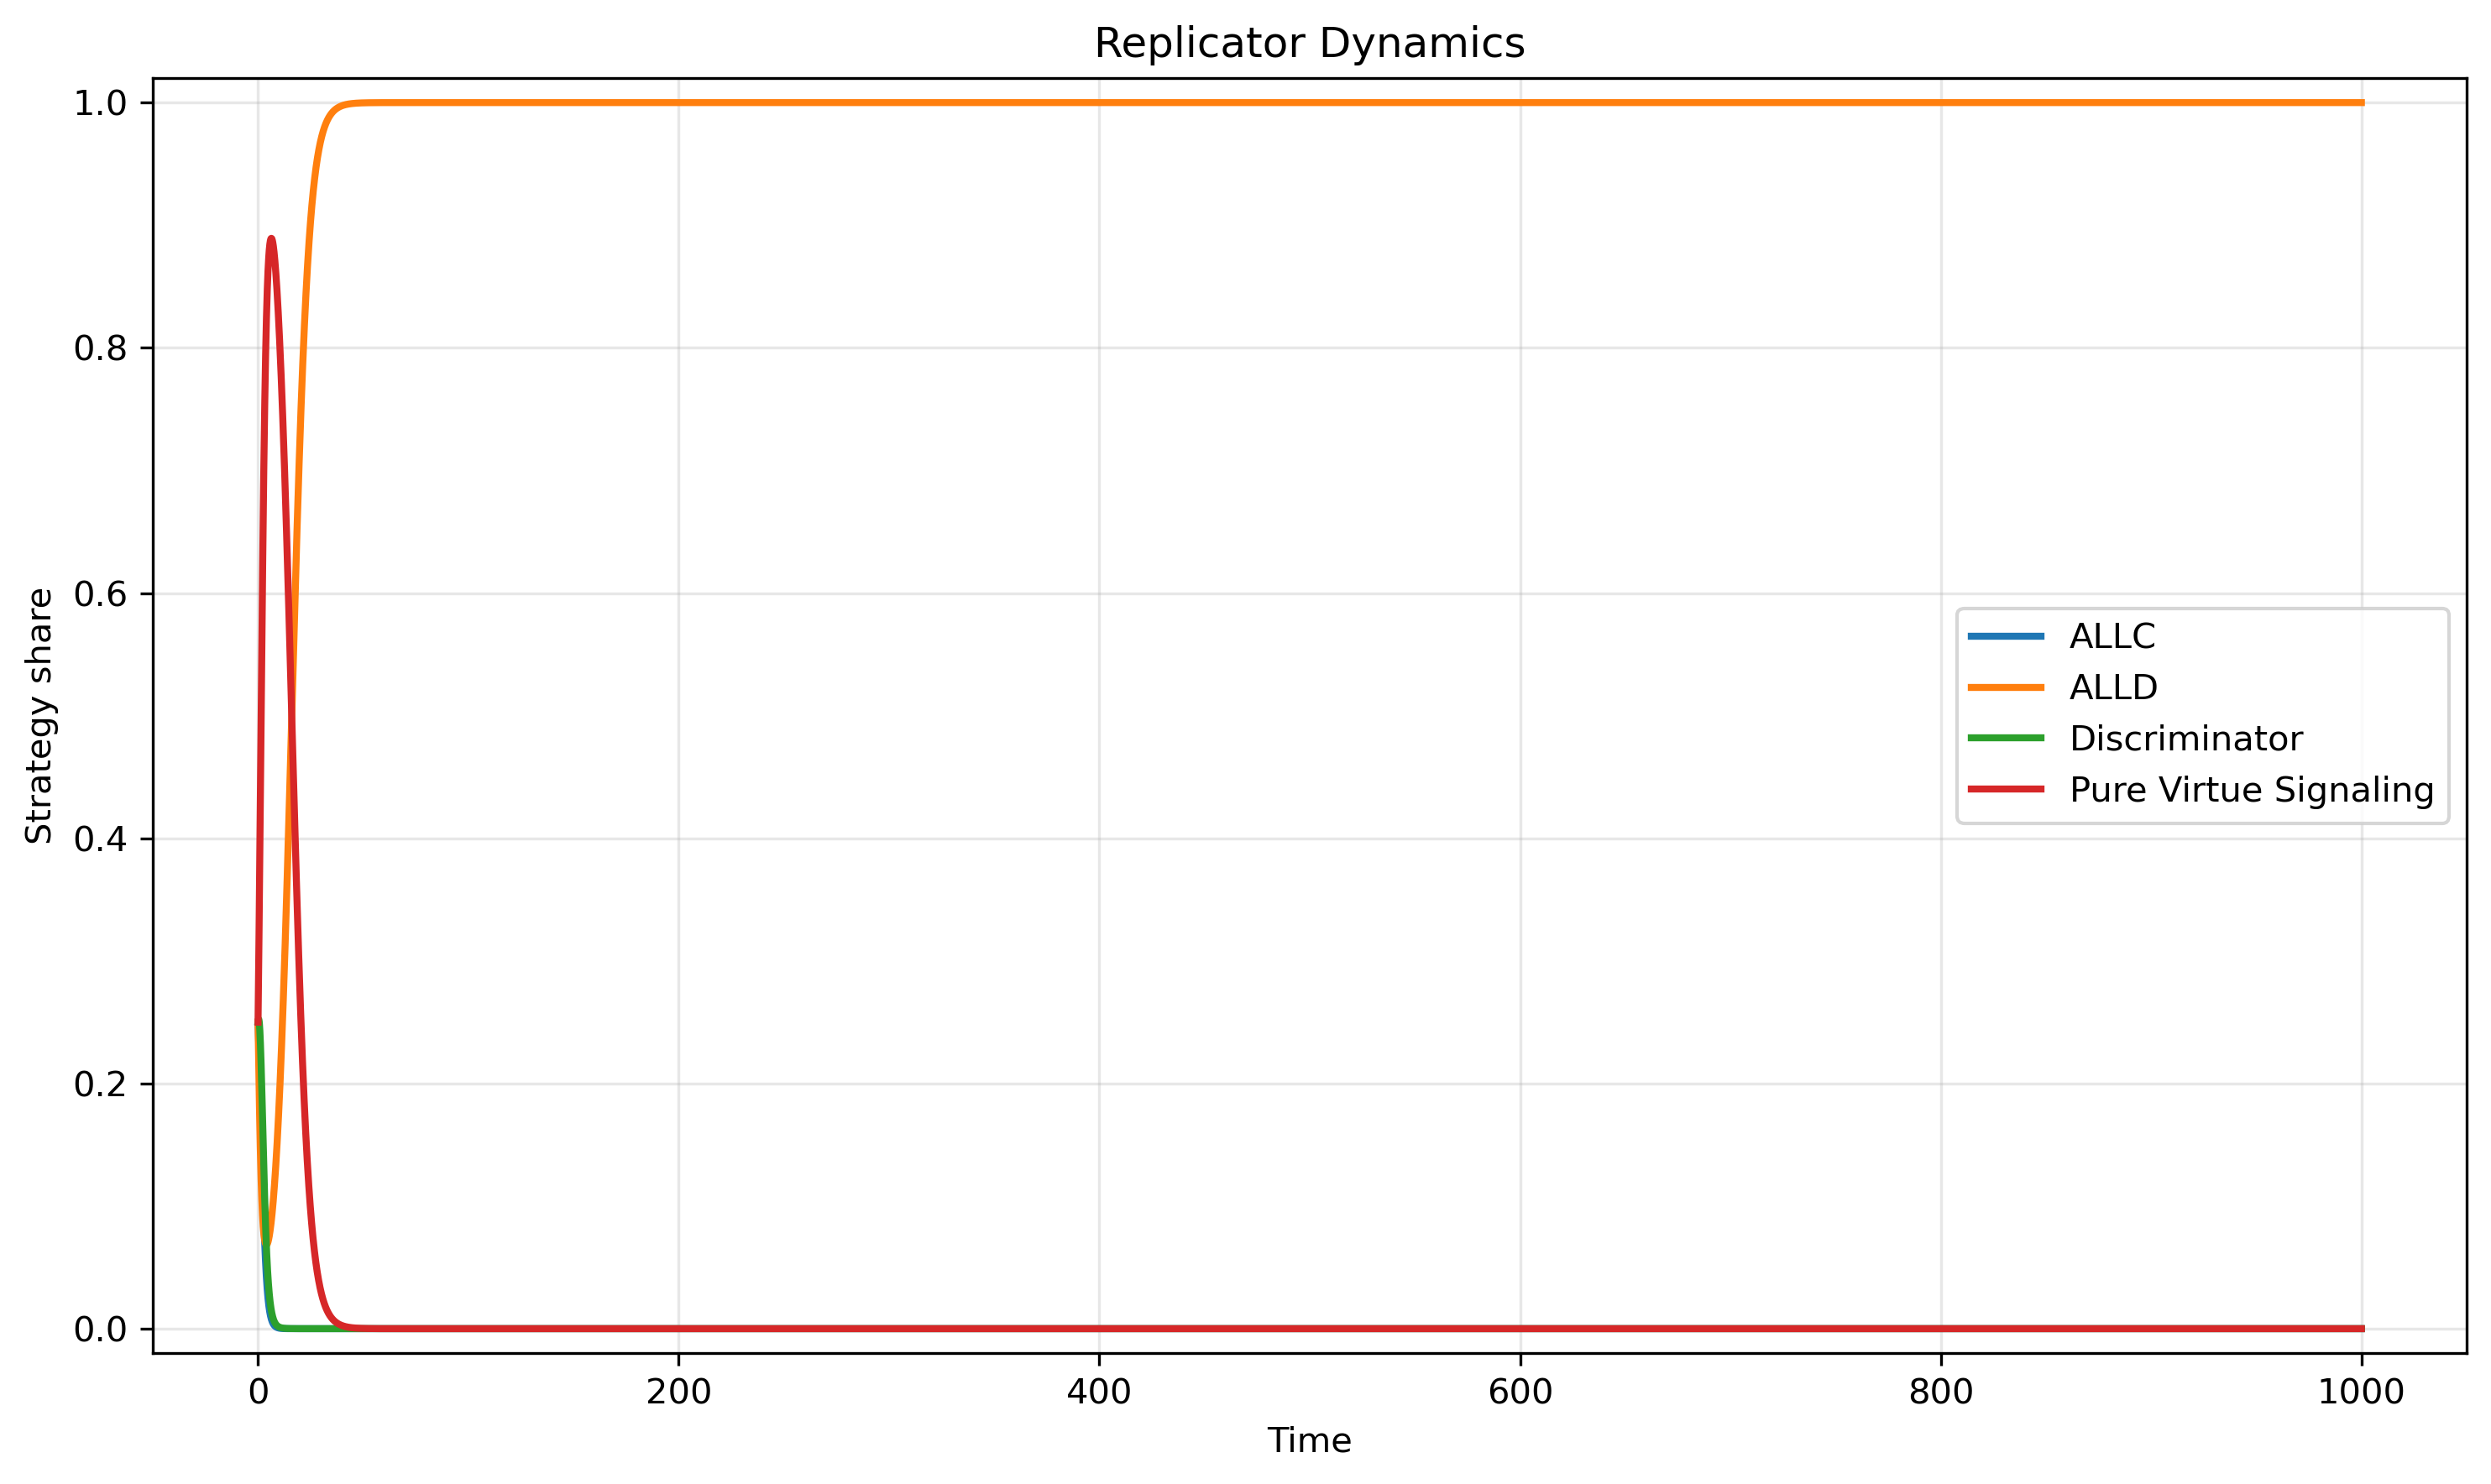 Replicator Dynamics
1.0
0.8
0.6
0.4
0.2
0.0
Strategy share
ALLC
ALLD
Discriminator
Pure Virtue Signaling
0 200 400 600 800 1000
Time